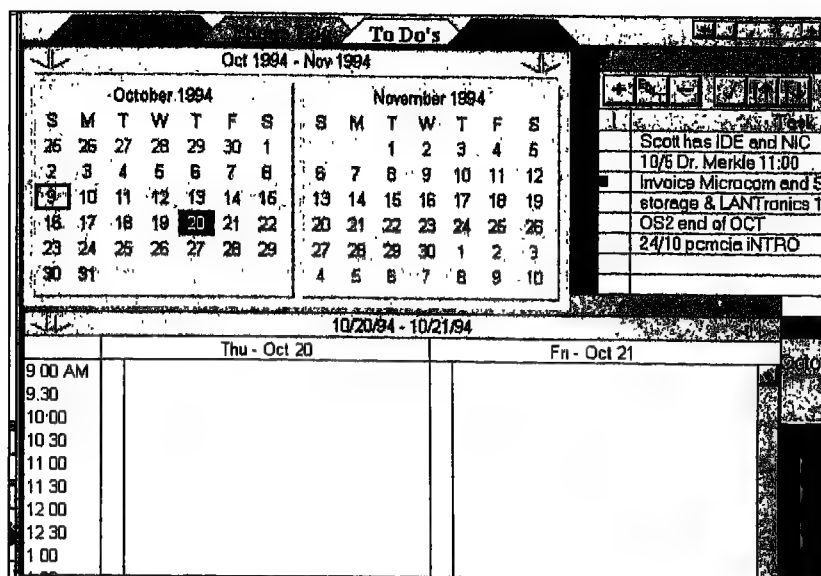 To Do's
Oct 1994 - Nov 1994
October 1994
S M T W T F S
25 26 27 28 29 30 1
2 3 4 5 6 7 8
9 10 11 12 13 14 15
16 17 18 19 20 21 22
23 24 25 26 27 28 29
30 31
November 1994
S M T W T F S
1 2 3 4 5
6 7 8 9 10 11 12
13 14 15 16 17 18 19
20 21 22 23 24 25 26
27 28 29 30 1 2 3
4 5 6 7 8 9 10
Task
Scott has IDE and NIC
10/5 Dr. Merkle 11:00
Invoice Microcom and S
storage & LANTronics 1
OS2 end of OCT
24/10 pcmcia iNTRO
10/20/94 - 10/21/94
Thu - Oct 20
Fri - Oct 21
9 00 AM
9.30
10:00
10 30
11 00
11 30
12 00
12 30
1 00
Octo